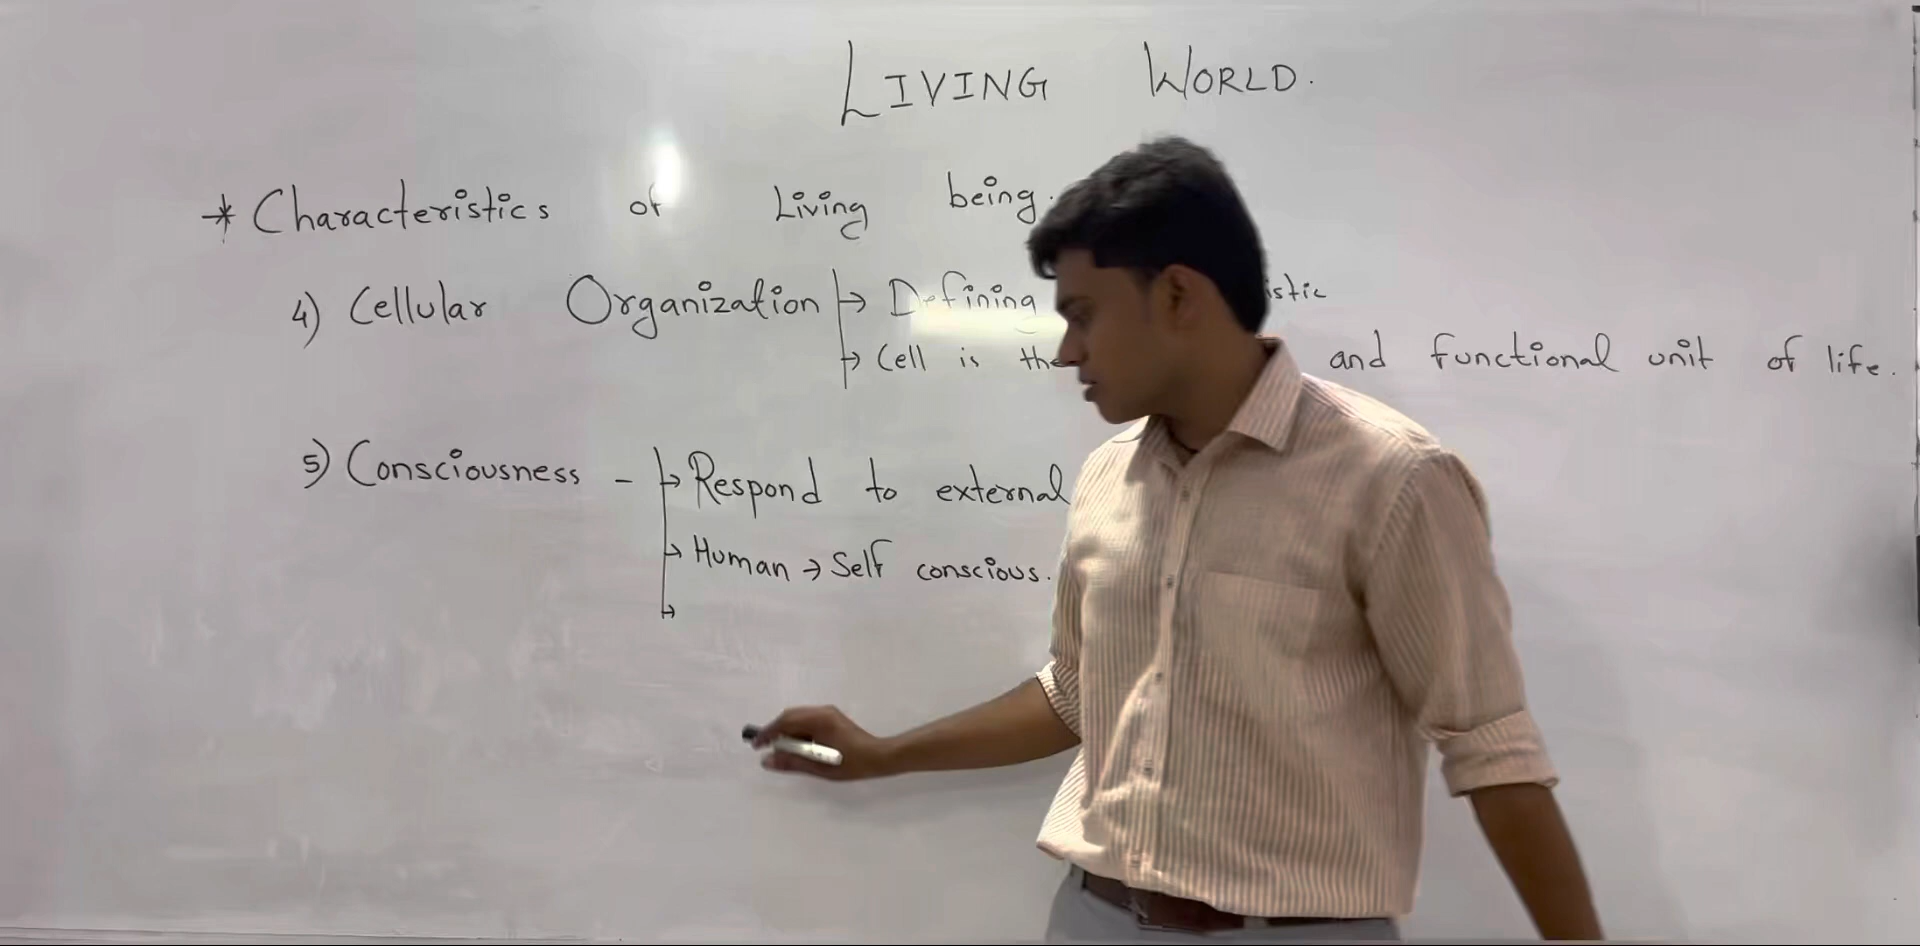 LIVING WORLD.
* Characteristics of Living being.
4) Cellular Organization → Defining istic
→ Cell is the and functional unit of life.
5) Consciousness - → Respond to external
→ Human → Self conscious.
→